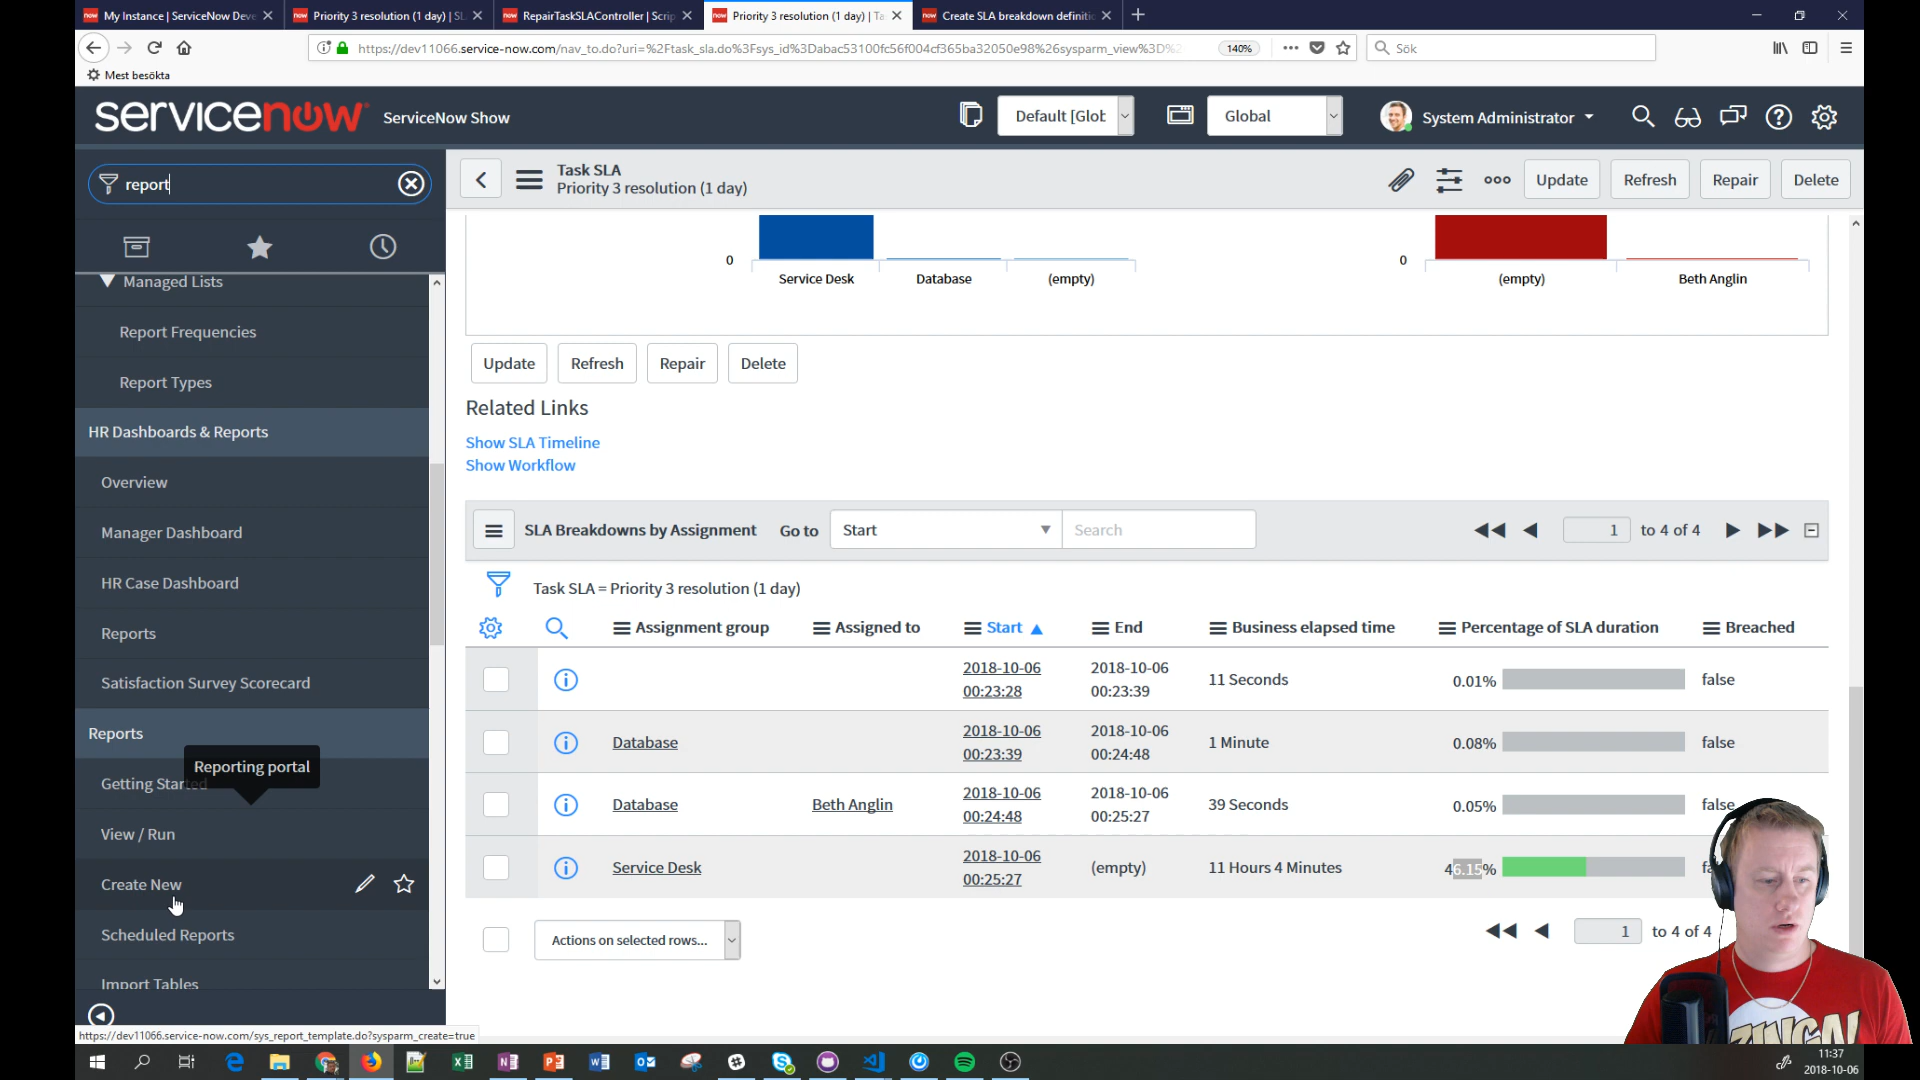 My Instance | ServiceNow Deve
Priority 3 resolution (1 day) | SL
RepairTaskSLAController | Scrip
Priority 3 resolution (1 day) | Ta
Create SLA breakdown definitio
https://dev11066.service-now.com/nav_to.do?uri=%2Ftask_sla.do%3Fsys_id%3Dabac53100fc56f004cf365ba32050e98%26sysparm_view%3D%2
140%
Sök
Mest besökta
servicenow
ServiceNow Show
Default [Glob
Global
System Administrator
report
Task SLA
Priority 3 resolution (1 day)
Update
Refresh
Repair
Delete
Managed Lists
Report Frequencies
Report Types
HR Dashboards & Reports
Overview
Manager Dashboard
HR Case Dashboard
Reports
Satisfaction Survey Scorecard
Reports
Reporting portal
Getting Started
View / Run
Create New
Scheduled Reports
Import Tables
0
Service Desk
Database
(empty)
0
(empty)
Beth Anglin
Update
Refresh
Repair
Delete
Related Links
Show SLA Timeline
Show Workflow
SLA Breakdowns by Assignment
Go to
Start
Search
1 to 4 of 4
Task SLA = Priority 3 resolution (1 day)
Assignment group
Assigned to
Start
End
Business elapsed time
Percentage of SLA duration
Breached
2018-10-06 00:23:28
2018-10-06 00:23:39
11 Seconds
0.01%
false
Database
2018-10-06 00:23:39
2018-10-06 00:24:48
1 Minute
0.08%
false
Database
Beth Anglin
2018-10-06 00:24:48
2018-10-06 00:25:27
39 Seconds
0.05%
false
Service Desk
2018-10-06 00:25:27
(empty)
11 Hours 4 Minutes
46.15%
Actions on selected rows...
1 to 4 of 4
https://dev11066.service-now.com/sys_report_template.do?sysparm_create=true
ZINGA!
11:37
2018-10-06